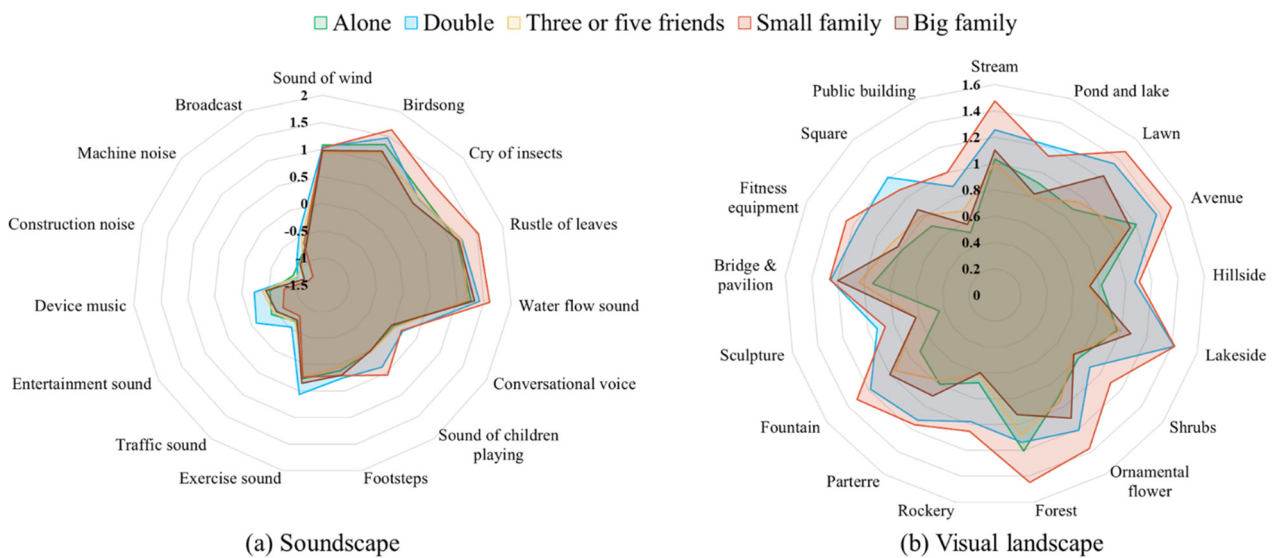 Alone Double Three or five friends Small family Big family
Sound of wind
Birdsong
Cry of insects
Rustle of leaves
Water flow sound
Conversational voice
Sound of children
playing
Footsteps
Exercise sound
Traffic sound
Entertainment sound
Device music
Construction noise
Machine noise
Broadcast
2
1.5
1
0.5
0
-0.5
-1
-1.5
(a) Soundscape
Stream
Pond and lake
Lawn
Avenue
Hillside
Lakeside
Shrubs
Ornamental
flower
Forest
Rockery
Parterre
Fountain
Sculpture
Bridge &
pavilion
Fitness
equipment
Square
Public building
1.6
1.4
1.2
1
0.8
0.6
0.4
0.2
0
(b) Visual landscape